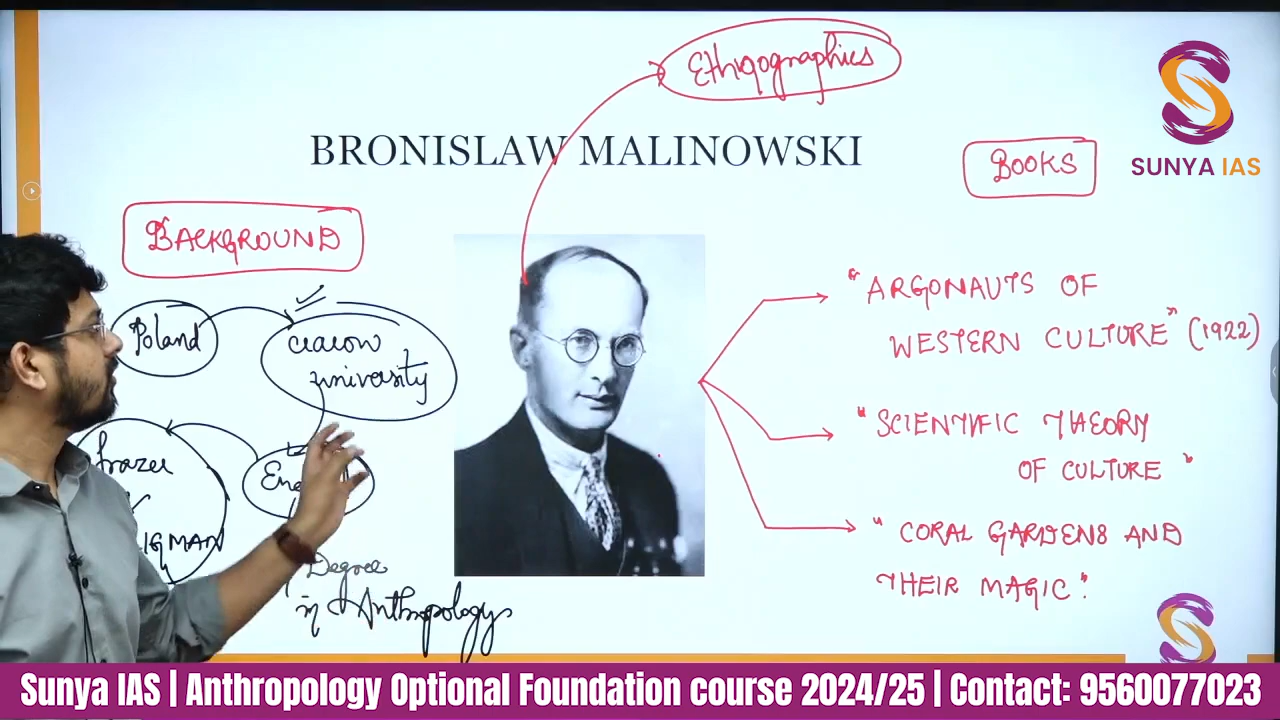 Ethnographics
BRONISLAW MALINOWSKI
BOOKS
SUNYA IAS
BACKGROUND
Poland
cracow
university
"ARGONAUTS OF
WESTERN CULTURE" (1922)
frazer
"SCIENTIFIC THEORY
OF CULTURE"
"CORAL GARDENS AND
THEIR MAGIC".
Degree
in Anthropology
Sunya IAS | Anthropology Optional Foundation course 2024/25 | Contact: 9560077023